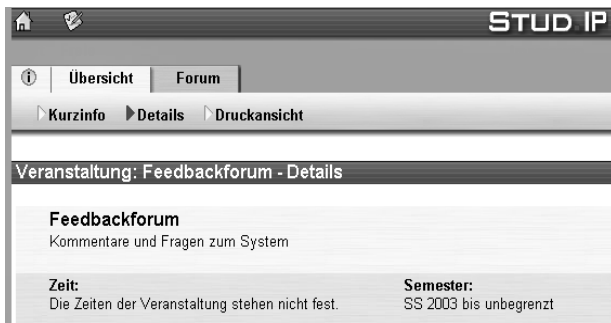 STUD.IP
Übersicht Forum
Kurzinfo Details Druckansicht
Veranstaltung: Feedbackforum - Details
Feedbackforum
Kommentare und Fragen zum System
Zeit: Semester:
Die Zeiten der Veranstaltung stehen nicht fest. SS 2003 bis unbegrenzt